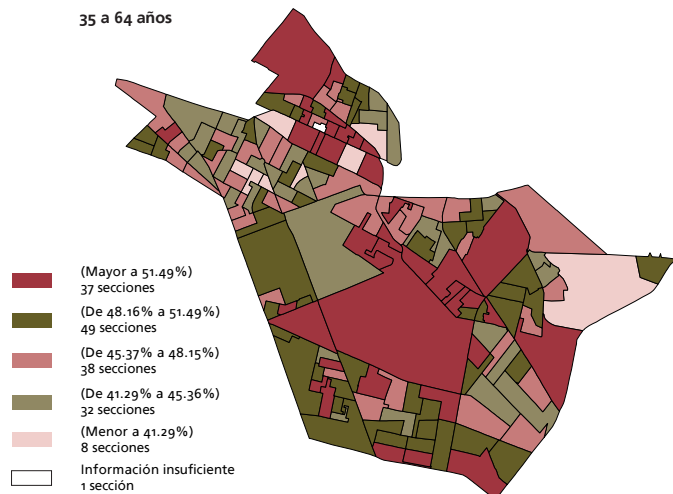 35 a 64 años
(Mayor a 51.49%)
37 secciones
(De 48.16% a 51.49%)
49 secciones
(De 45.37% a 48.15%)
38 secciones
(De 41.29% a 45.36%)
32 secciones
(Menor a 41.29%)
8 secciones
Información insuficiente
1 sección